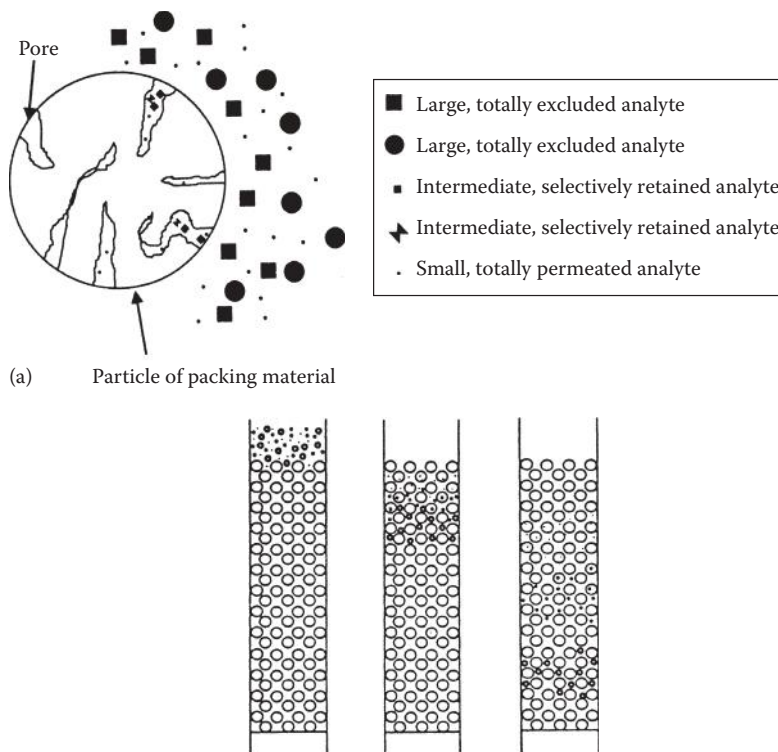 Pore
Large, totally excluded analyte
Large, totally excluded analyte
Intermediate, selectively retained analyte
Intermediate, selectively retained analyte
Small, totally permeated analyte
(a) Particle of packing material